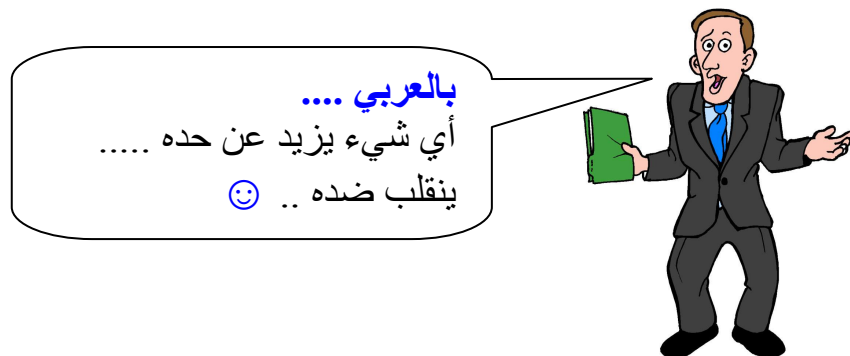 بالعربي ....
أي شيء يزيد عن حده .....
ينقلب ضده .. ☺